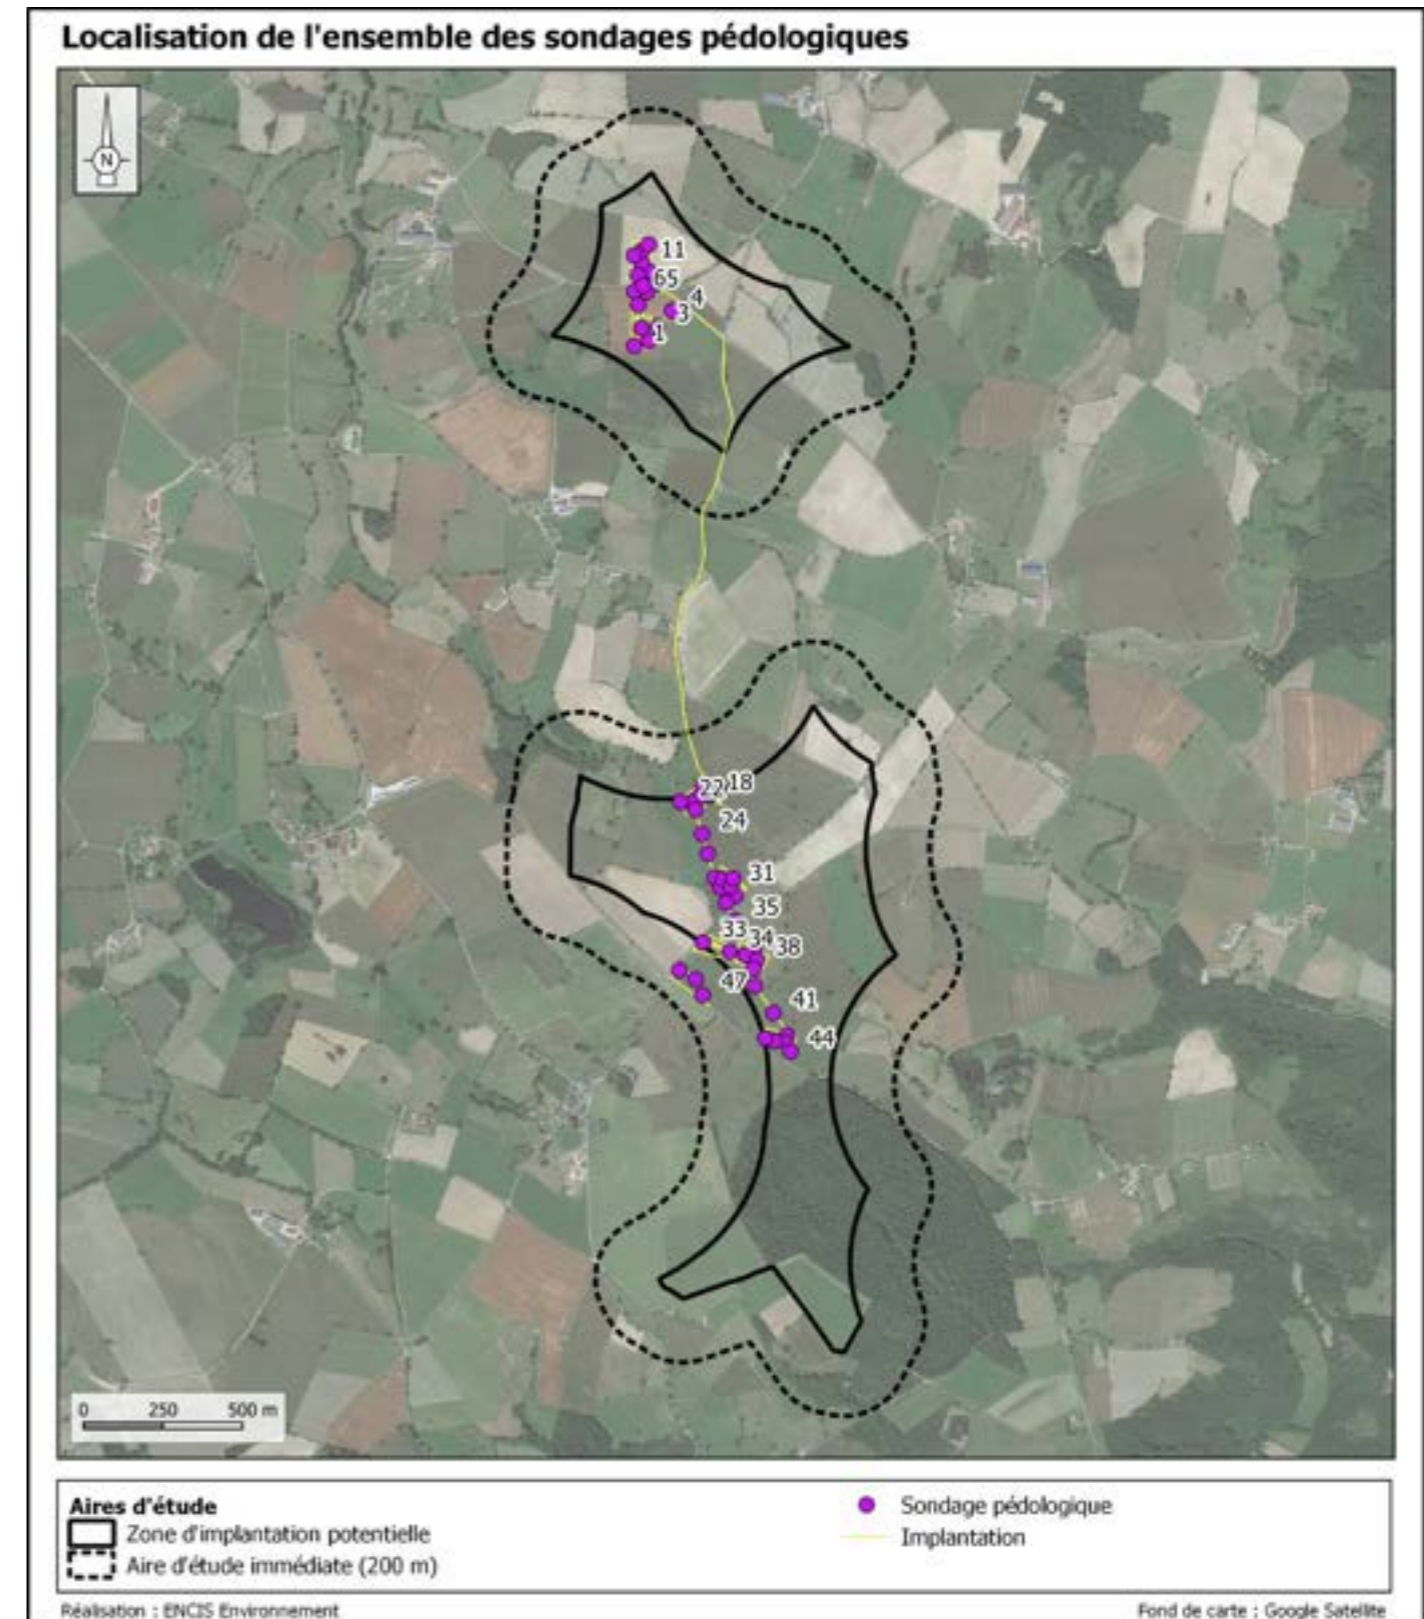 Localisation de l'ensemble des sondages pédologiques
N
11
65
4
3
1
22 18
24
31
35
33 34 38
47
41
44
0 250 500 m
Aires d'étude
Zone d'implantation potentielle
Aire d'étude immédiate (200 m)
Sondage pédologique
Implantation
Réalisation : ENCIS Environnement
Fond de carte : Google Satellite